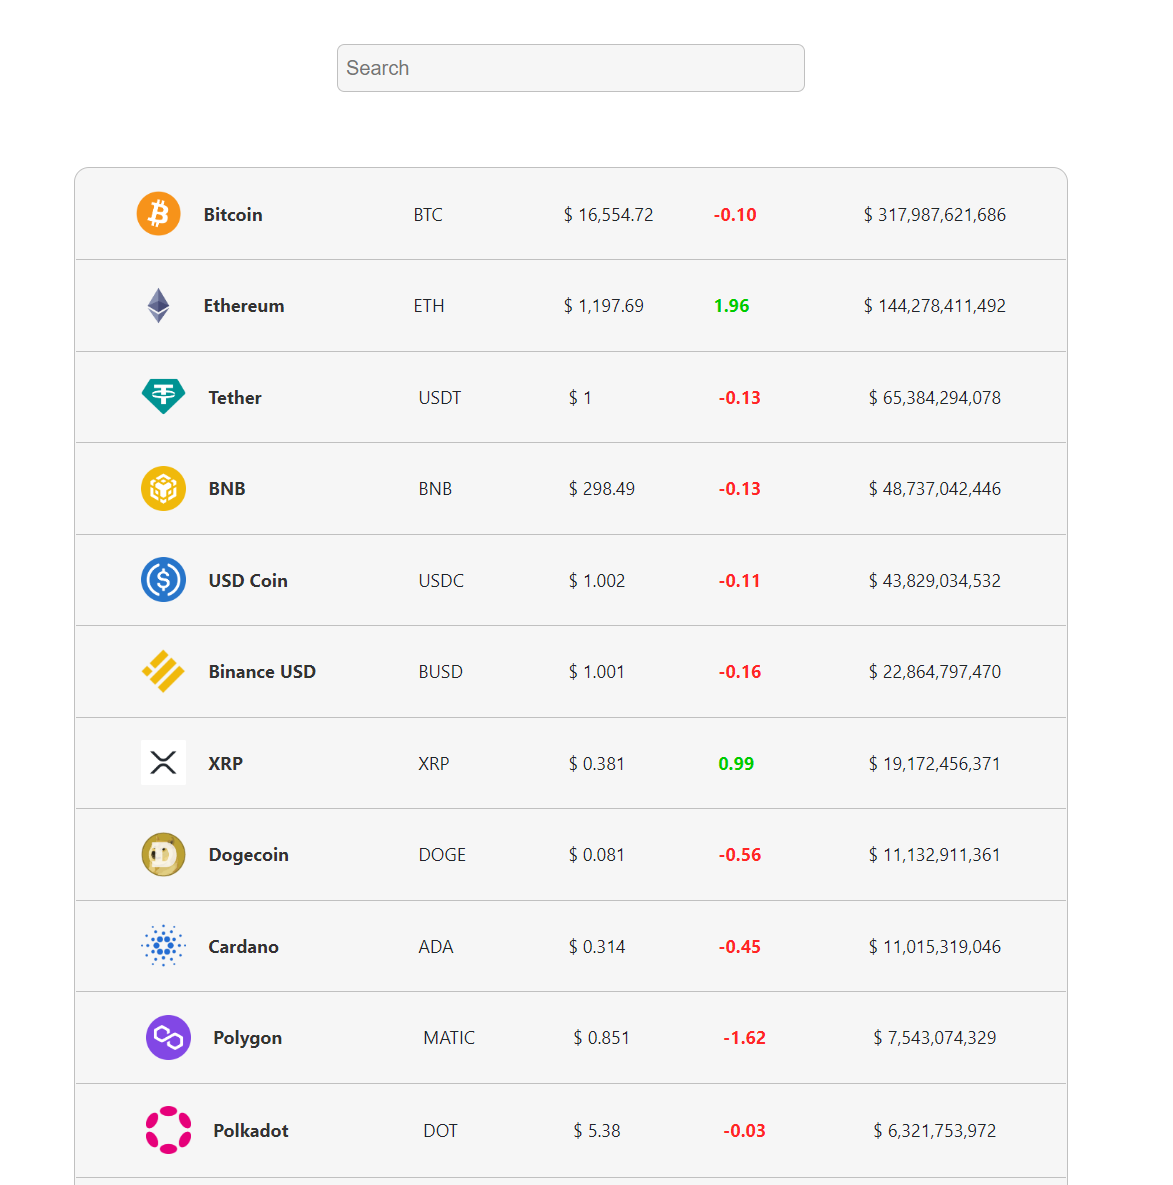 Search
Bitcoin BTC $ 16,554.72 -0.10 $ 317,987,621,686
Ethereum ETH $ 1,197.69 1.96 $ 144,278,411,492
Tether USDT $ 1 -0.13 $ 65,384,294,078
BNB BNB $ 298.49 -0.13 $ 48,737,042,446
USD Coin USDC $ 1.002 -0.11 $ 43,829,034,532
Binance USD BUSD $ 1.001 -0.16 $ 22,864,797,470
XRP XRP $ 0.381 0.99 $ 19,172,456,371
Dogecoin DOGE $ 0.081 -0.56 $ 11,132,911,361
Cardano ADA $ 0.314 -0.45 $ 11,015,319,046
Polygon MATIC $ 0.851 -1.62 $ 7,543,074,329
Polkadot DOT $ 5.38 -0.03 $ 6,321,753,972